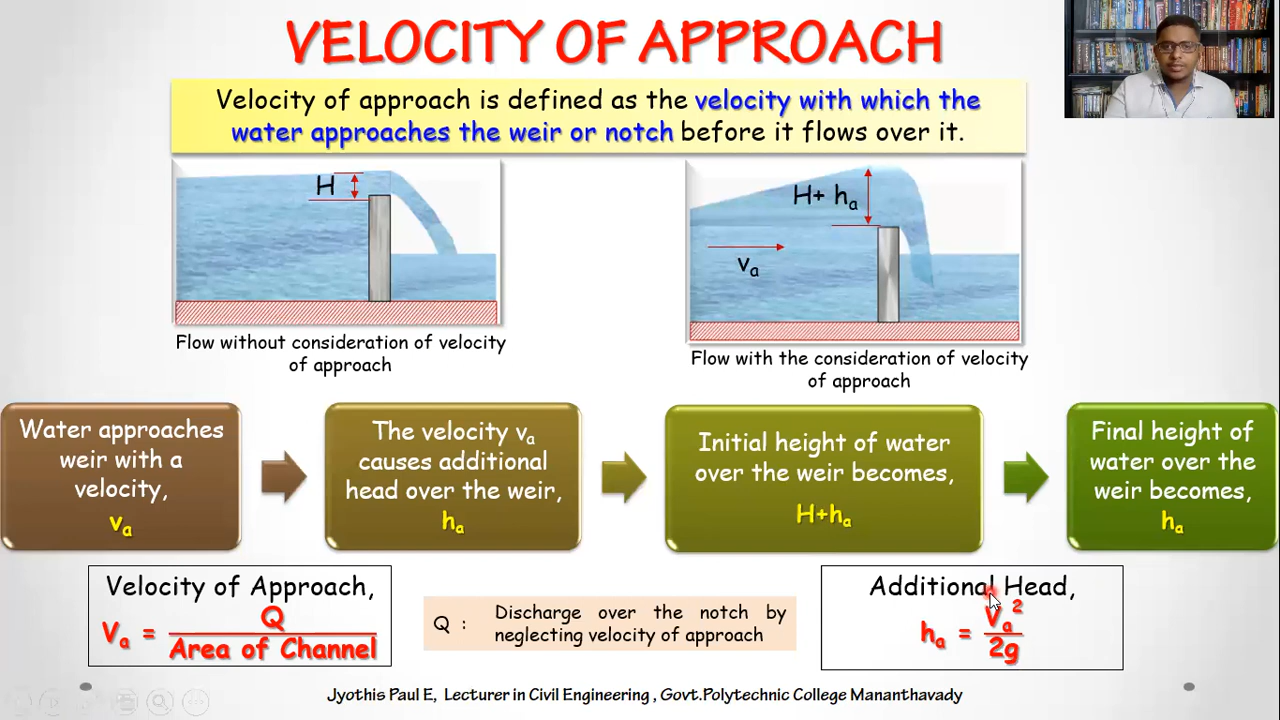 VELOCITY OF APPROACH
Velocity of approach is defined as the velocity with which the
water approaches the weir or notch before it flows over it.
H
H+ ha
va
Flow without consideration of velocity
of approach
Flow with the consideration of velocity
of approach
Water approaches
weir with a
velocity,
va
The velocity va
causes additional
head over the weir,
ha
Initial height of water
over the weir becomes,
H+ha
Final height of
water over the
weir becomes,
ha
Velocity of Approach,
Va = Q
Area of Channel
Q : Discharge over the notch by
neglecting velocity of approach
Additional Head,
ha = va²
2g
Jyothis Paul E, Lecturer in Civil Engineering , Govt.Polytechnic College Mananthavady